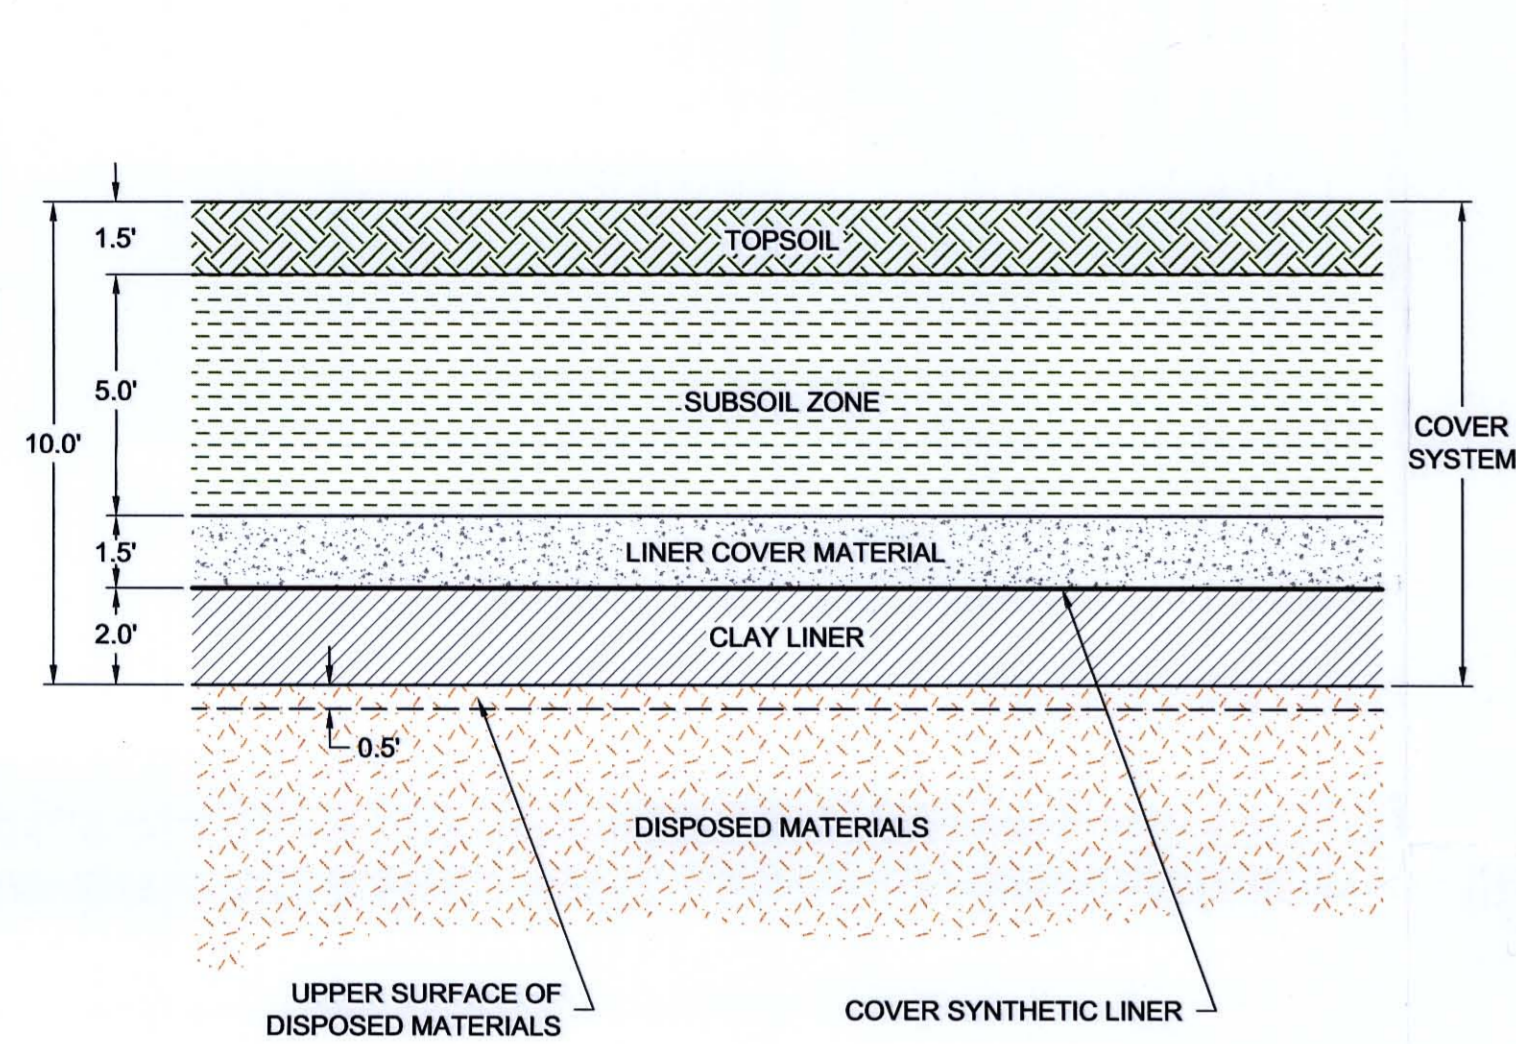 1.5'
TOPSOIL
5.0'
SUBSOIL ZONE
10.0'
COVER
SYSTEM
1.5'
LINER COVER MATERIAL
2.0'
CLAY LINER
0.5'
DISPOSED MATERIALS
UPPER SURFACE OF
DISPOSED MATERIALS
COVER SYNTHETIC LINER